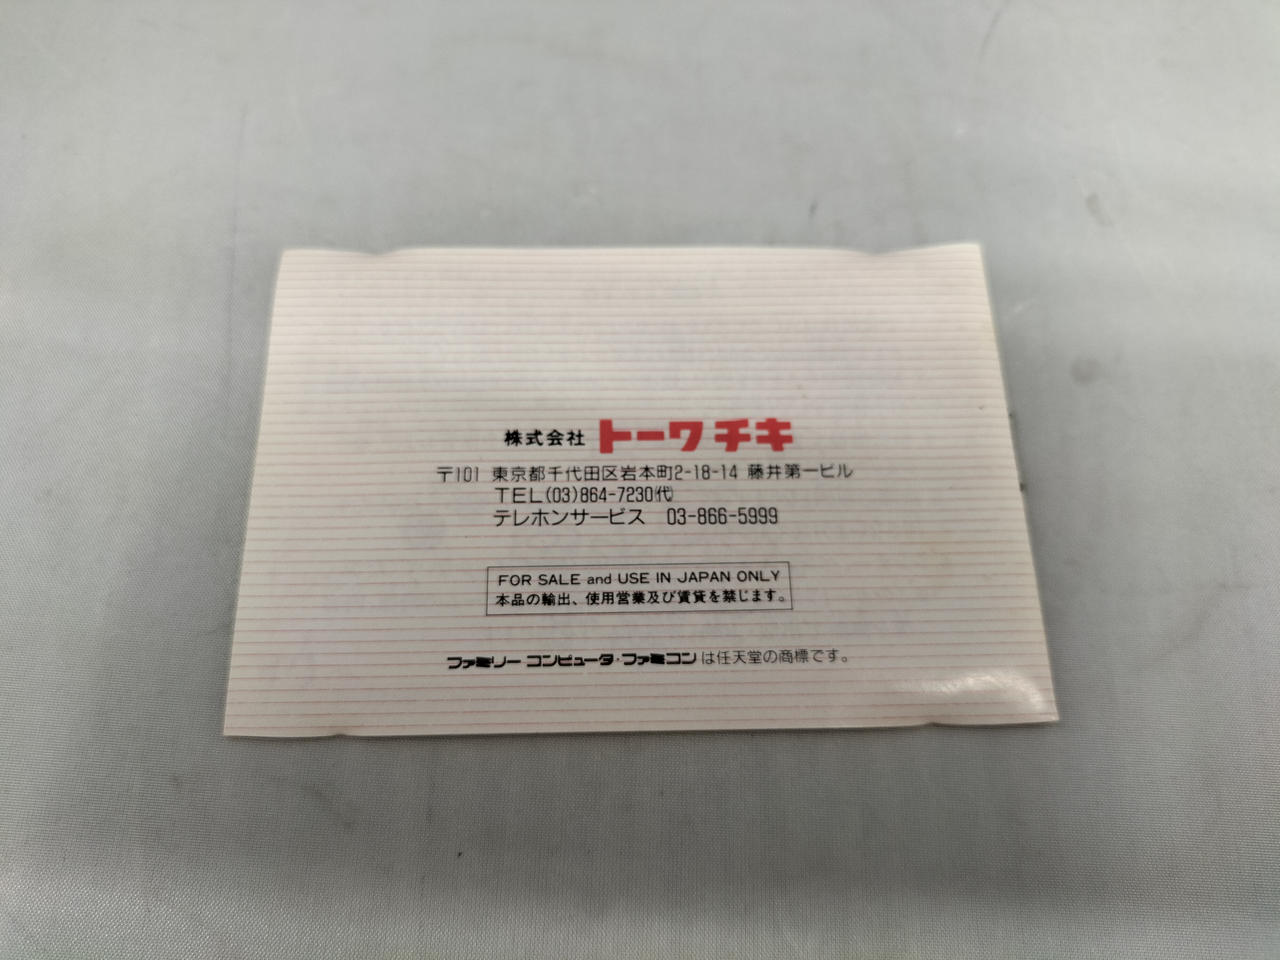 株式会社 トーワチキ
〒101 東京都千代田区岩本町2-18-14 藤井第一ビル
TEL(03)864-7230㈹
テレホンサービス 03-866-5999
FOR SALE and USE IN JAPAN ONLY
本品の輸出、使用営業及び賃貸を禁じます。
ファミリーコンピュータ・ファミコンは任天堂の商標です。